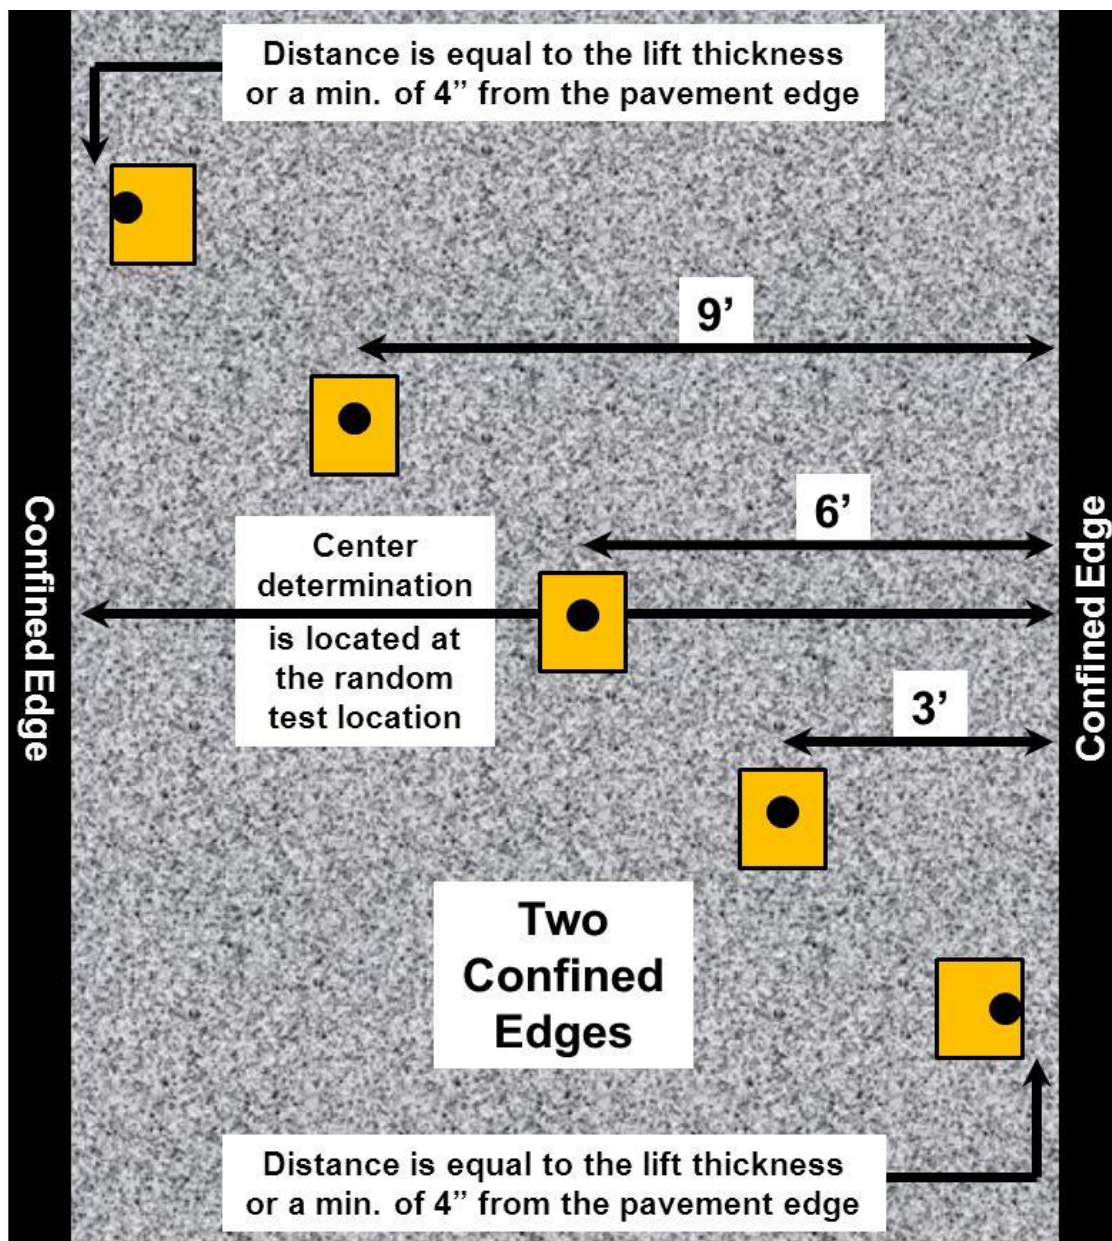 Distance is equal to the lift thickness
or a min. of 4” from the pavement edge
9’
6’
Center
determination
is located at
the random
test location
3’
Confined Edge
Confined Edge
Two
Confined
Edges
Distance is equal to the lift thickness
or a min. of 4” from the pavement edge